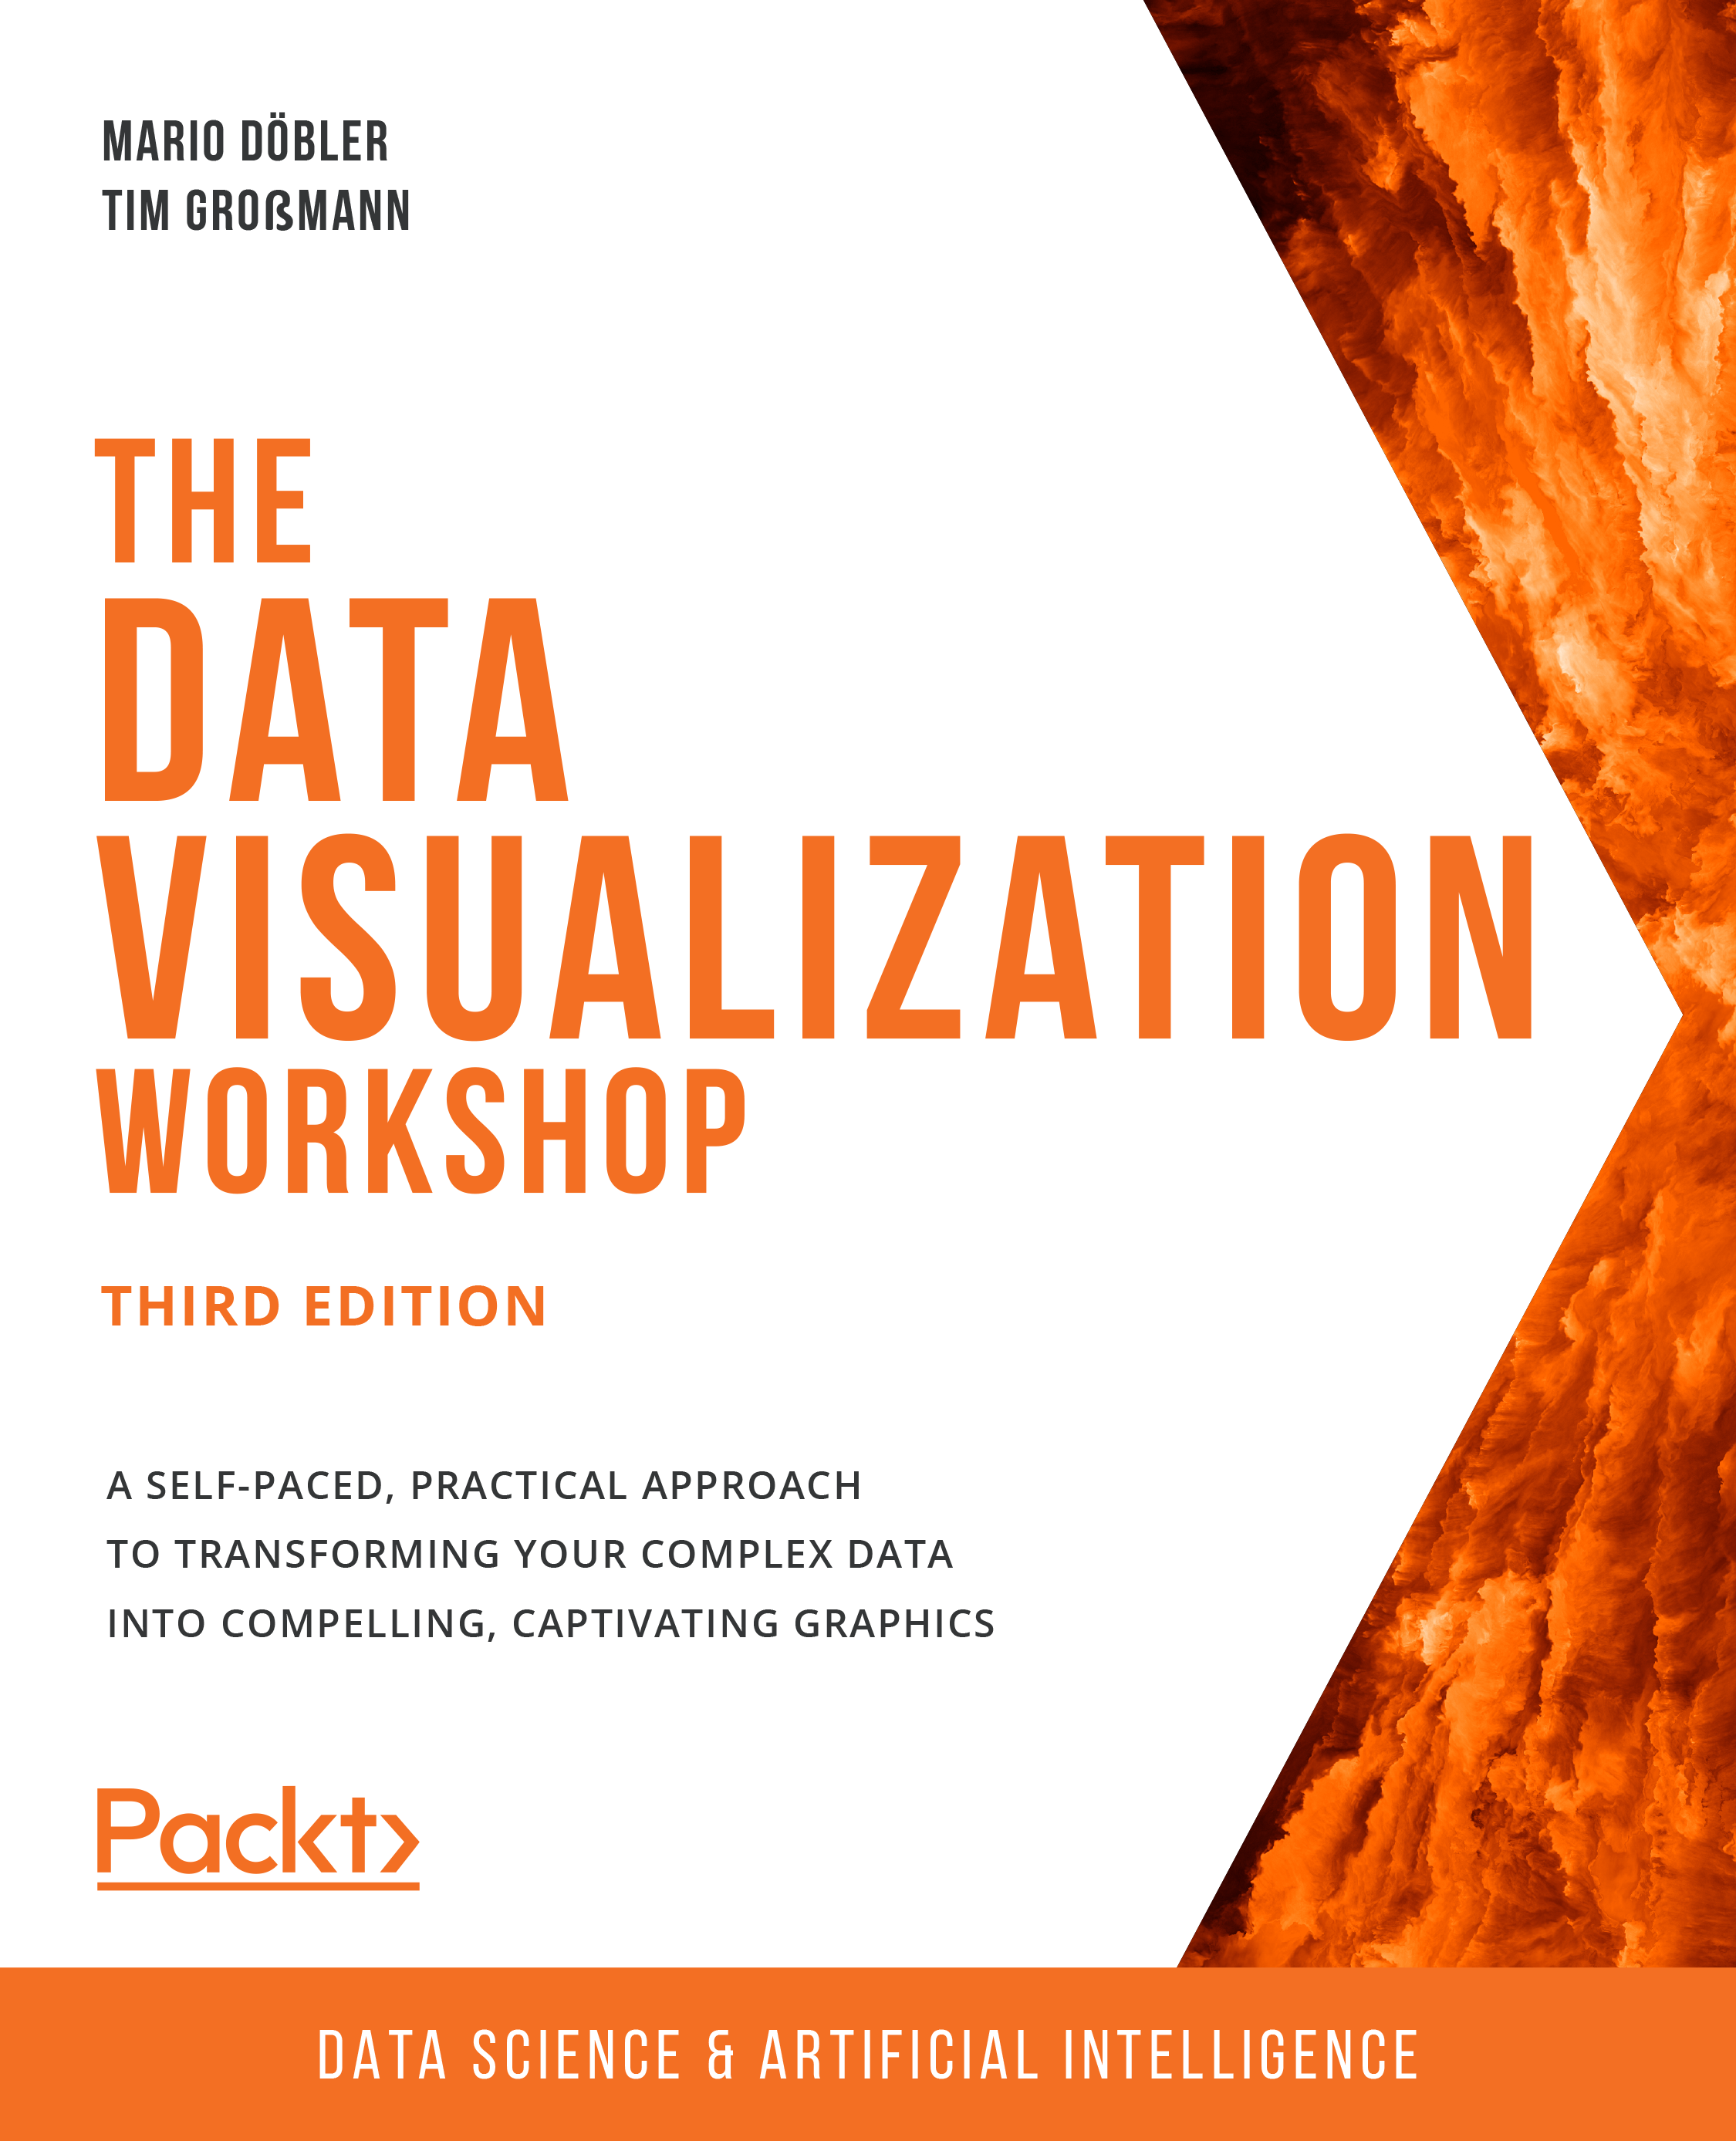 MARIO DÖBLER
TIM GROßMANN
THE
DATA
VISUALIZATION
WORKSHOP
THIRD EDITION
A SELF-PACED, PRACTICAL APPROACH
TO TRANSFORMING YOUR COMPLEX DATA
INTO COMPELLING, CAPTIVATING GRAPHICS
Packt
DATA SCIENCE & ARTIFICIAL INTELLIGENCE